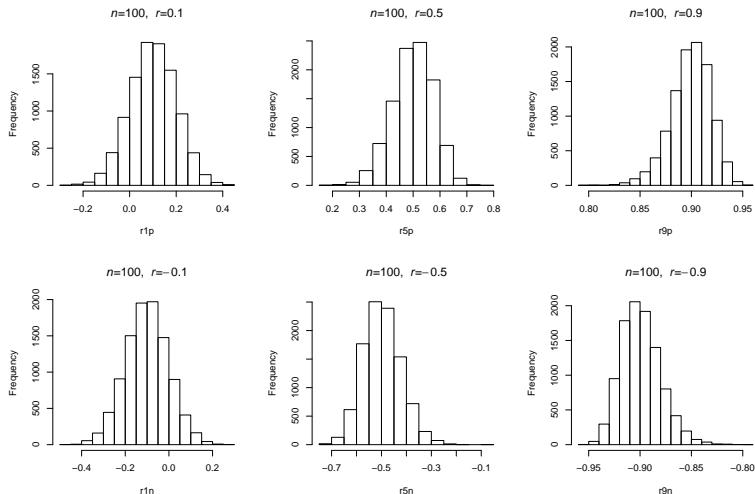 n=100, r=0.1
Frequency
0 500 1000 1500
−0.2 0.0 0.2 0.4
r1p
n=100, r=0.5
Frequency
0 500 1000 2000
0.2 0.3 0.4 0.5 0.6 0.7 0.8
r5p
n=100, r=0.9
Frequency
0 500 1000 2000
0.80 0.85 0.90 0.95
r9p
n=100, r=−0.1
Frequency
0 500 1000 1500 2000
−0.4 −0.2 0.0 0.2
r1n
n=100, r=−0.5
Frequency
0 500 1000 2000
−0.7 −0.5 −0.3 −0.1
r5n
n=100, r=−0.9
Frequency
0 500 1000 1500 2000
−0.95 −0.90 −0.85 −0.80
r9n